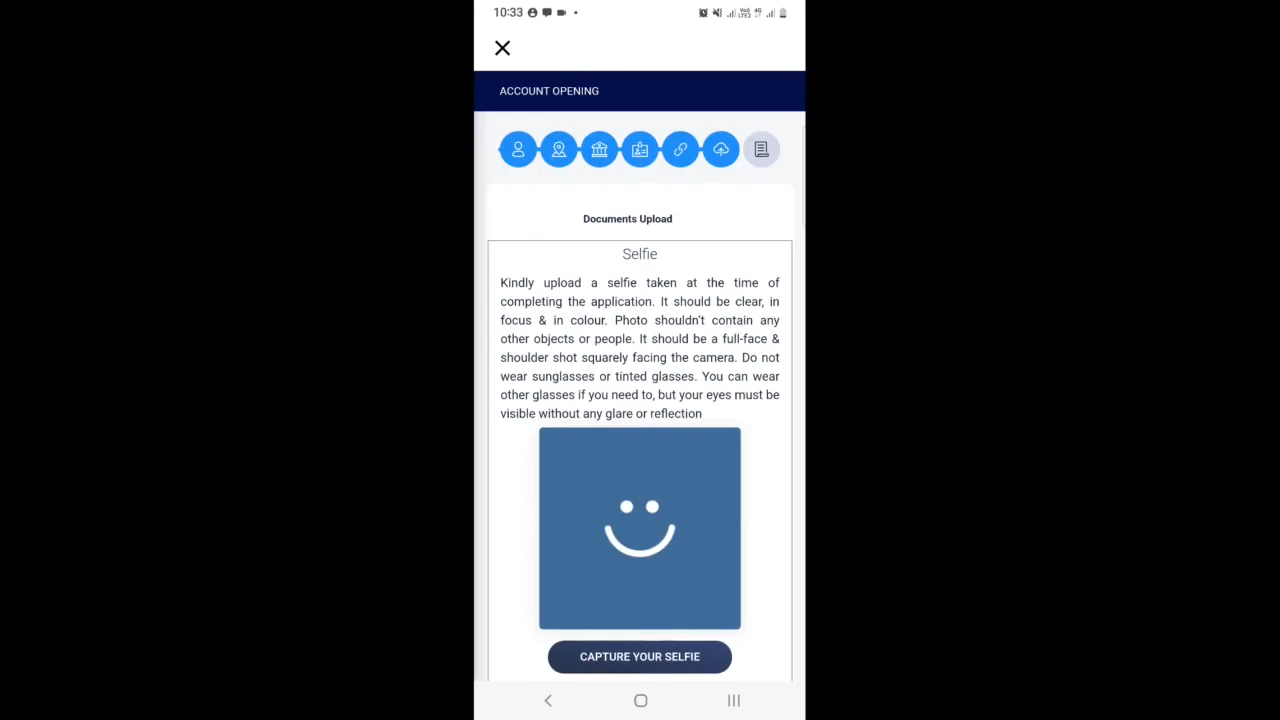 10:33
Vo)) 4G
LTE2
ACCOUNT OPENING
Documents Upload
Selfie
Kindly upload a selfie taken at the time of
completing the application. It should be clear, in
focus & in colour. Photo shouldn't contain any
other objects or people. It should be a full-face &
shoulder shot squarely facing the camera. Do not
wear sunglasses or tinted glasses. You can wear
other glasses if you need to, but your eyes must be
visible without any glare or reflection
CAPTURE YOUR SELFIE